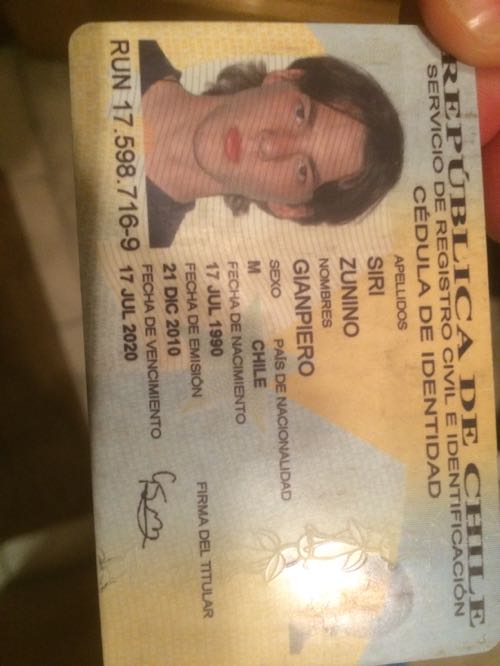 REPÚBLICA DE CHILE
SERVICIO DE REGISTRO CIVIL E IDENTIFICACIÓN
CÉDULA DE IDENTIDAD
APELLIDOS
SIRI
ZUNINO
NOMBRES
GIANPIERO
SEXO PAÍS DE NACIONALIDAD
M CHILE
FECHA DE NACIMIENTO
17 JUL 1990
FECHA DE EMISIÓN FIRMA DEL TITULAR
21 DIC 2010
FECHA DE VENCIMIENTO
17 JUL 2020
RUN 17.598.716-9